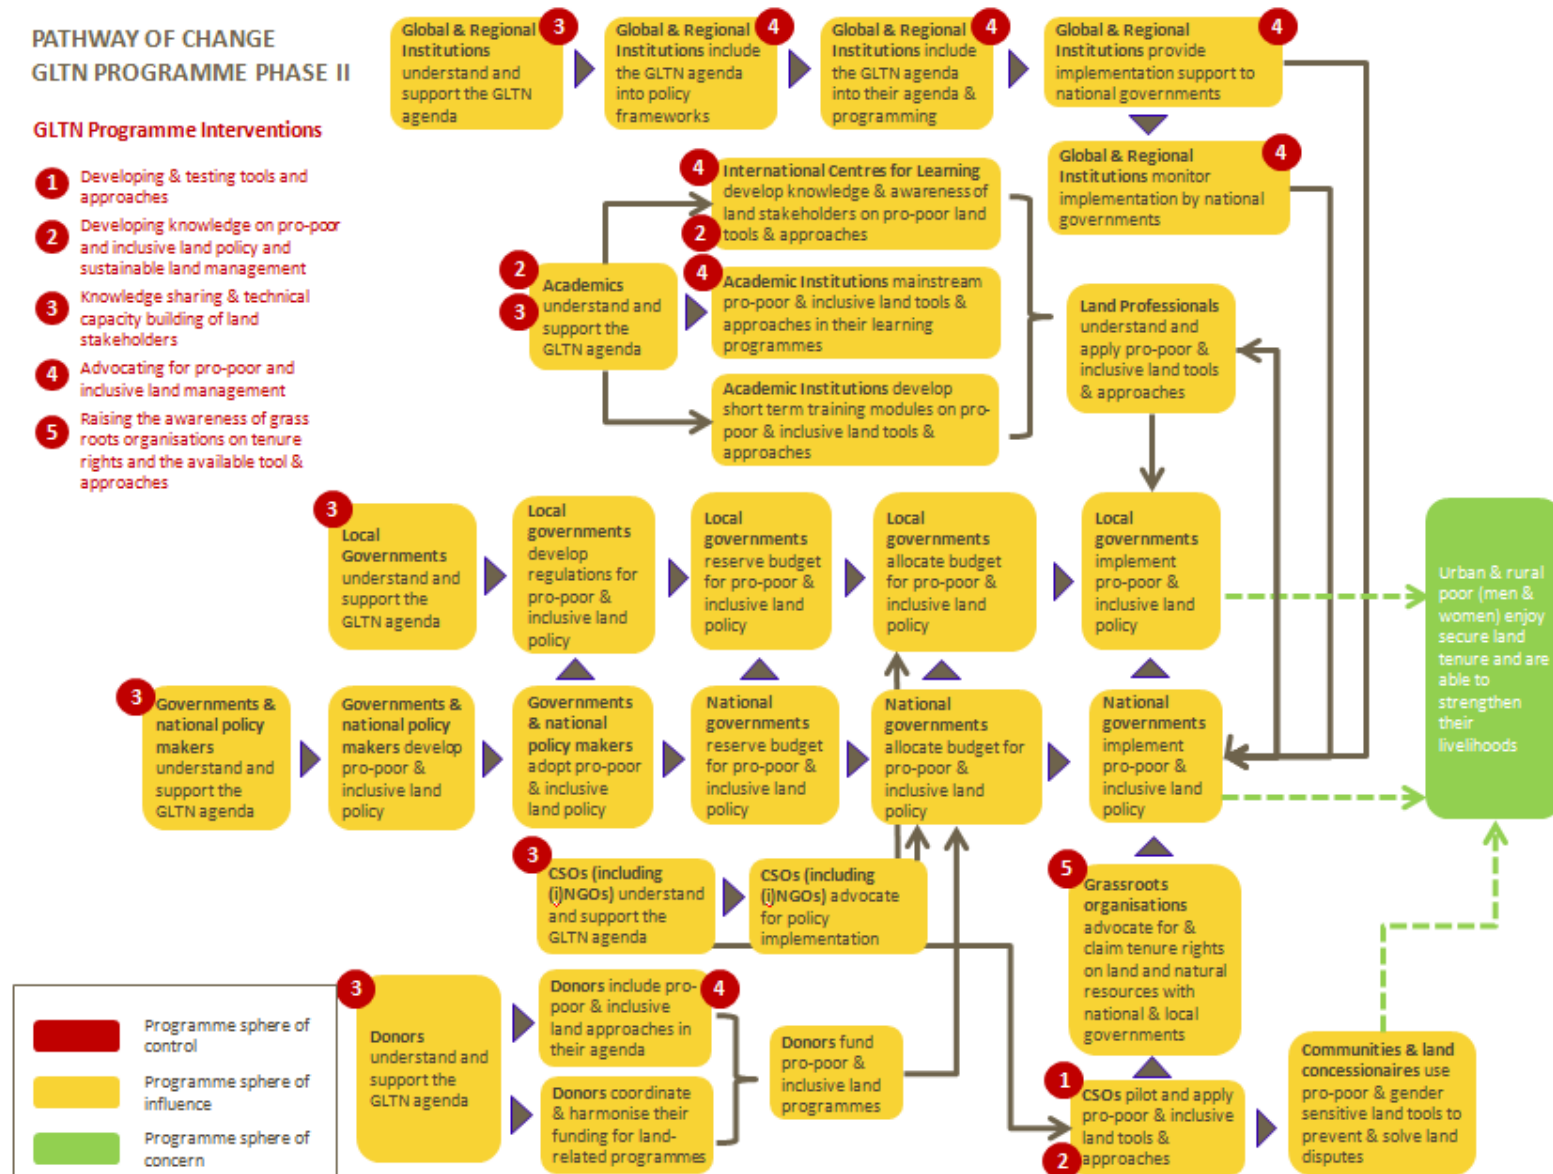 PATHWAY OF CHANGE
GLTN PROGRAMME PHASE II
GLTN Programme Interventions
1
Developing & testing tools and
approaches
2
Developing knowledge on pro-poor
and inclusive land policy and
sustainable land management
3
Knowledge sharing & technical
capacity building of land
stakeholders
4
Advocating for pro-poor and
inclusive land management
5
Raising the awareness of grass
roots organisations on tenure
rights and the available tool &
approaches
3
Global & Regional
Institutions
understand and
support the GLTN
agenda
4
Global & Regional
Institutions include
the GLTN agenda
into policy
frameworks
4
Global & Regional
Institutions include
the GLTN agenda
into their agenda &
programming
4
Global & Regional
Institutions provide
implementation support to
national governments
4
Global & Regional
Institutions monitor
implementation by national
governments
2
3
Academics
understand and
support the
GLTN agenda
4
2
International Centres for Learning
develop knowledge & awareness of
land stakeholders on pro-poor land
tools & approaches
4
Academic Institutions mainstream
pro-poor & inclusive land tools &
approaches in their learning
programmes
Academic Institutions develop
short term training modules on pro-
poor & inclusive land tools &
approaches
Land Professionals
understand and
apply pro-poor &
inclusive land tools
& approaches
3
Local
Governments
understand and
support the
GLTN agenda
Local
governments
develop
regulations for
pro-poor &
inclusive land
policy
Local
governments
reserve budget
for pro-poor &
inclusive land
policy
Local
governments
allocate budget
for pro-poor &
inclusive land
policy
Local
governments
implement
pro-poor &
inclusive land
policy
3
Governments &
national policy
makers
understand and
support the
GLTN agenda
Governments &
national policy
makers develop
pro-poor &
inclusive land
policy
Governments
& national
policy makers
adopt pro-poor
& inclusive
land policy
National
governments
reserve budget
for pro-poor &
inclusive land
policy
National
governments
allocate budget for
pro-poor &
inclusive land
policy
National
governments
implement
pro-poor &
inclusive land
policy
Urban & rural
poor (men &
women) enjoy
secure land
tenure and are
able to
strengthen
their
livelihoods
3
CSOs (including
(i)NGOs) understand
and support the
GLTN agenda
CSOs (including
(i)NGOs) advocate
for policy
implementation
5
Grassroots
organisations
advocate for &
claim tenure rights
on land and natural
resources with
national & local
governments
3
Donors
understand and
support the
GLTN agenda
4
Donors include pro-
poor & inclusive
land approaches in
their agenda
Donors coordinate
& harmonise their
funding for land-
related programmes
Donors fund
pro-poor &
inclusive land
programmes
1
2
CSOs pilot and apply
pro-poor & inclusive
land tools &
approaches
Communities & land
concessionaires use
pro-poor & gender
sensitive land tools to
prevent & solve land
disputes
Programme sphere of
control
Programme sphere of
influence
Programme sphere of
concern